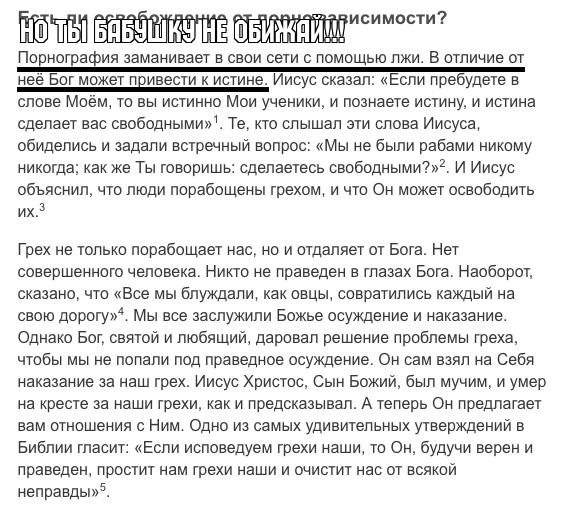 Есть ли освобождение от порнозависимости?
НО ТЫ БАБУШКУ НЕ ОБИЖАЙ!!!
Порнография заманивает в свои сети с помощью лжи. В отличие от
неё Бог может привести к истине. Иисус сказал: «Если пребудете в
слове Моём, то вы истинно Мои ученики, и познаете истину, и истина
сделает вас свободными»¹. Те, кто слышал эти слова Иисуса,
обиделись и задали встречный вопрос: «Мы не были рабами никому
никогда; как же Ты говоришь: сделаетесь свободными?»². И Иисус
объяснил, что люди порабощены грехом, и что Он может освободить
их.³
Грех не только порабощает нас, но и отдаляет от Бога. Нет
совершенного человека. Никто не праведен в глазах Бога. Наоборот,
сказано, что «Все мы блуждали, как овцы, совратились каждый на
свою дорогу»⁴. Мы все заслужили Божье осуждение и наказание.
Однако Бог, святой и любящий, даровал решение проблемы греха,
чтобы мы не попали под праведное осуждение. Он сам взял на Себя
наказание за наш грех. Иисус Христос, Сын Божий, был мучим, и умер
на кресте за наши грехи, как и предсказывал. А теперь Он предлагает
вам отношения с Ним. Одно из самых удивительных утверждений в
Библии гласит: «Если исповедуем грехи наши, то Он, будучи верен и
праведен, простит нам грехи наши и очистит нас от всякой
неправды»⁵.